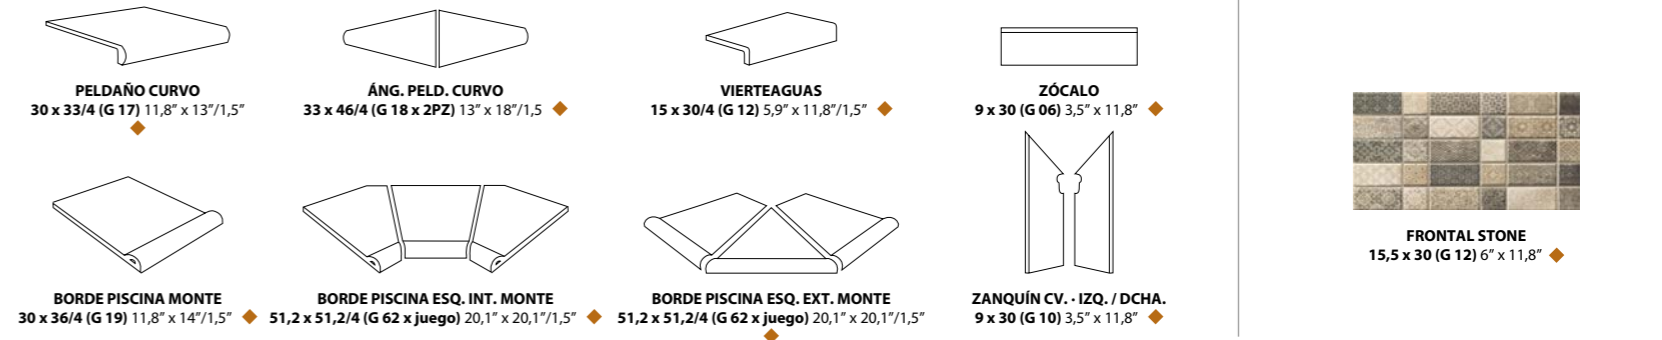 PELDAÑO CURVO
30 x 33/4 (G 17) 11,8” x 13”/1,5”
ÁNG. PELD. CURVO
33 x 46/4 (G 18 x 2PZ) 13” x 18”/1,5
VIERTEAGUAS
15 x 30/4 (G 12) 5,9” x 11,8”/1,5”
ZÓCALO
9 x 30 (G 06) 3,5” x 11,8”
BORDE PISCINA MONTE
30 x 36/4 (G 19) 11,8” x 14”/1,5”
BORDE PISCINA ESQ. INT. MONTE
51,2 x 51,2/4 (G 62 x juego) 20,1” x 20,1”/1,5”
BORDE PISCINA ESQ. EXT. MONTE
51,2 x 51,2/4 (G 62 x juego) 20,1” x 20,1”/1,5”
ZANQUÍN CV. · IZQ. / DCHA.
9 x 30 (G 10) 3,5” x 11,8”
FRONTAL STONE
15,5 x 30 (G 12) 6” x 11,8”